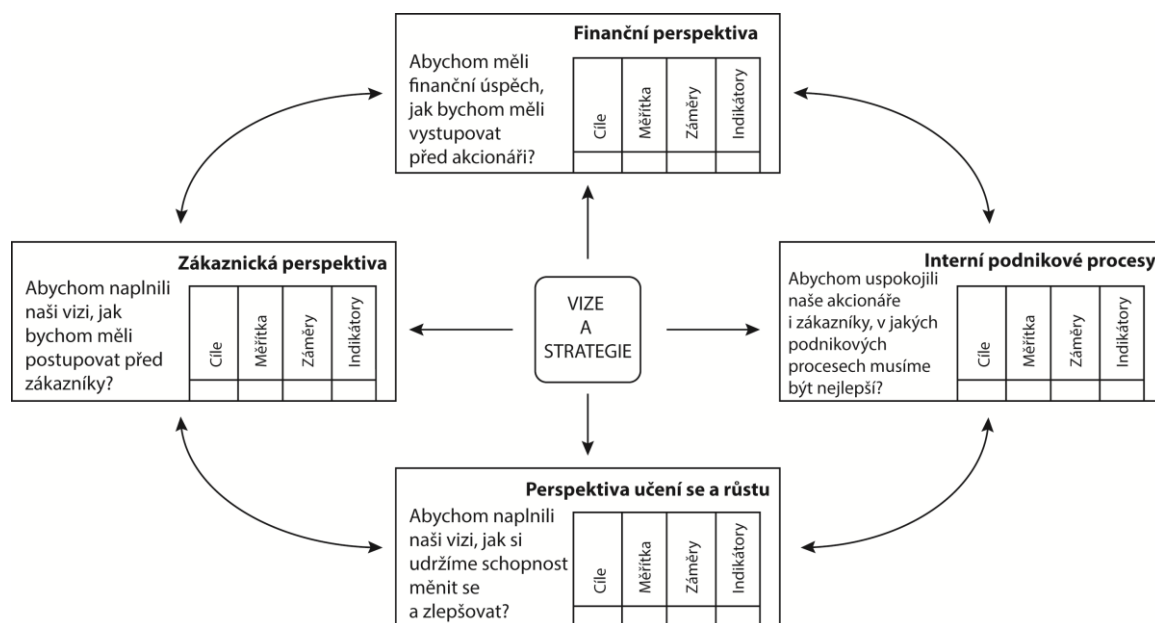 Finanční perspektiva
Abychom měli
finanční úspěch,
jak bychom měli
vystupovat
před akcionáři?
Cíle
Měřítka
Záměry
Indikátory
Zákaznická perspektiva
Abychom naplnili
naši vizi, jak
bychom měli
postupovat před
zákazníky?
Cíle
Měřítka
Záměry
Indikátory
VIZE
A
STRATEGIE
Interní podnikové procesy
Abychom uspokojili
naše akcionáře
i zákazníky, v jakých
podnikových
procesech musíme
být nejlepší?
Cíle
Měřítka
Záměry
Indikátory
Perspektiva učení se a růstu
Abychom naplnili
naši vizi, jak si
udržíme schopnost
měnit se
a zlepšovat?
Cíle
Měřítka
Záměry
Indikátory